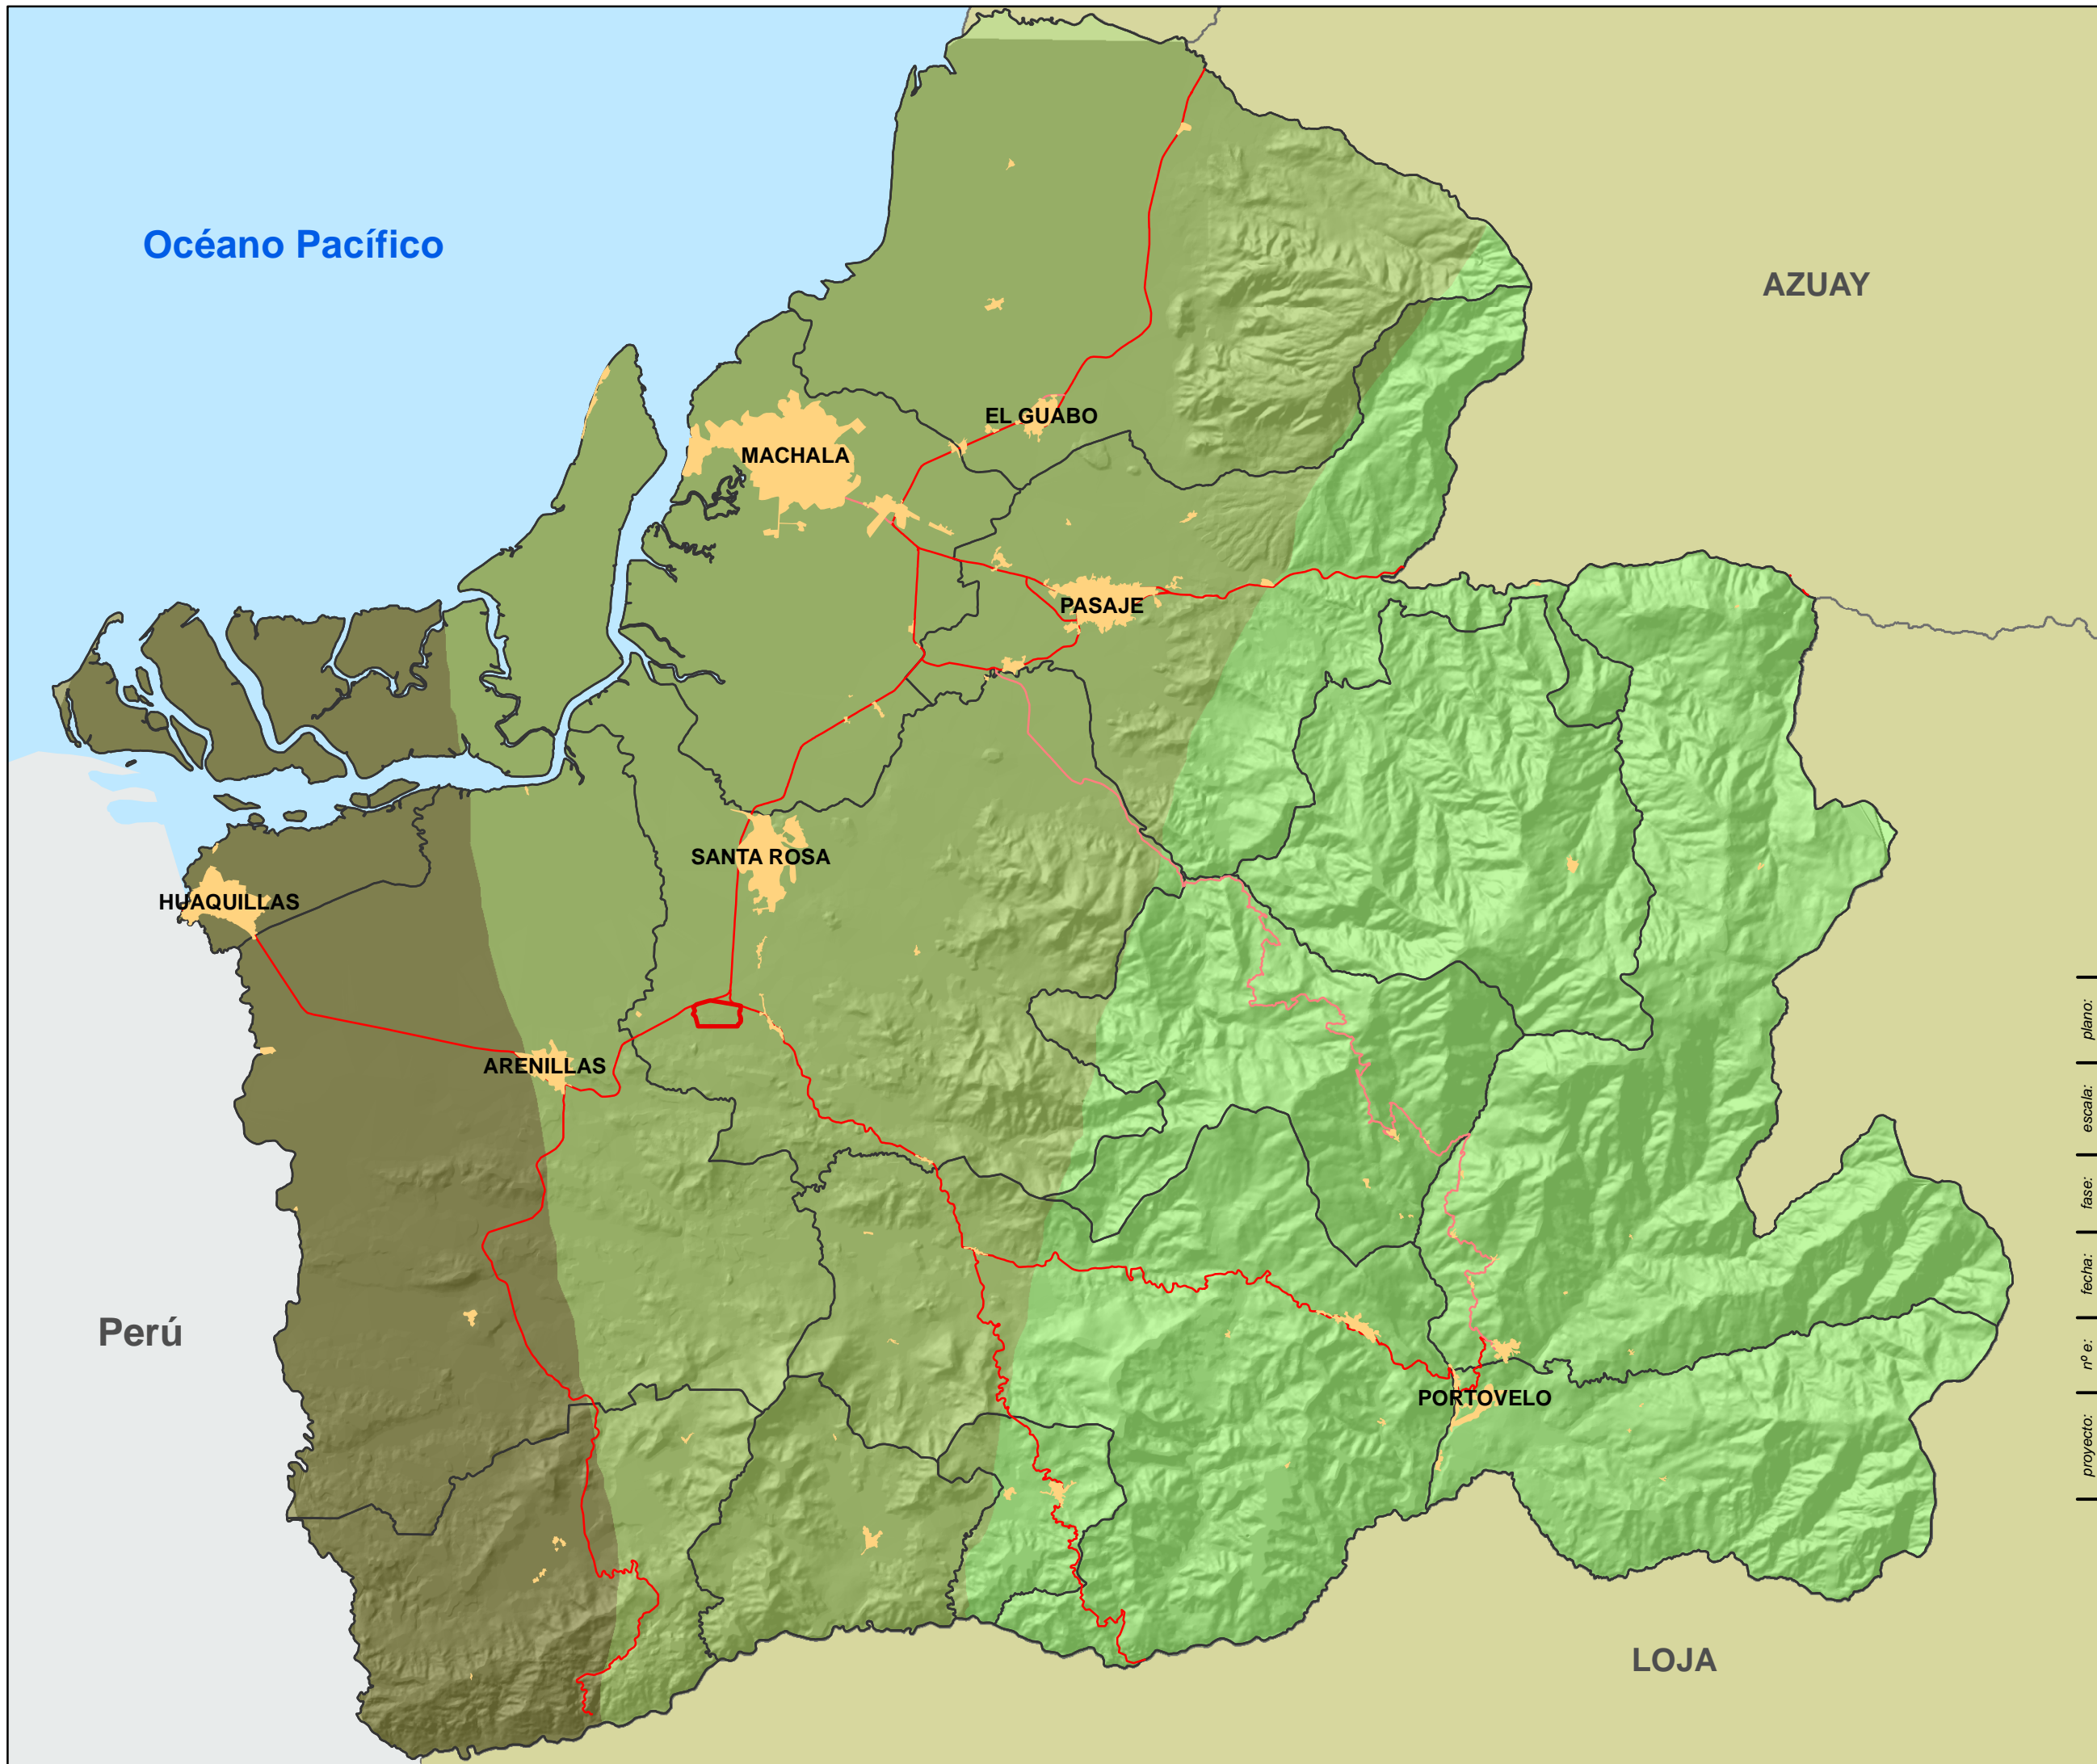 Océano Pacífico
AZUAY
EL GUABO
MACHALA
PASAJE
SANTA ROSA
HUAQUILLAS
ARENILLAS
Perú
PORTOVELO
LOJA
plano:
escala:
fase:
fecha:
nº e:
proyecto: